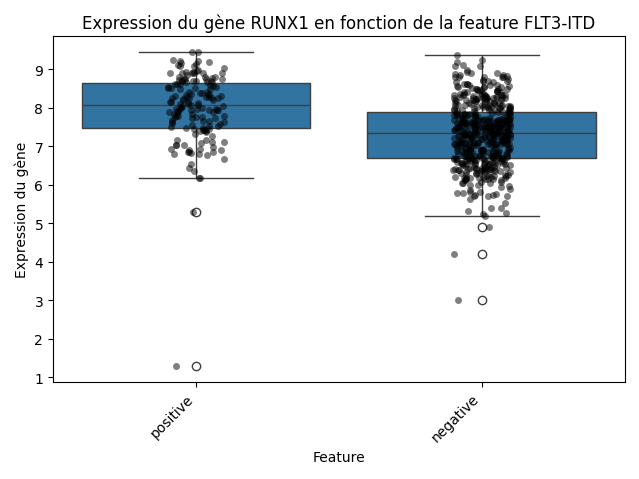 Expression du gène RUNX1 en fonction de la feature FLT3-ITD
Expression du gène
9
8
7
6
5
4
3
2
1
positive
negative
Feature